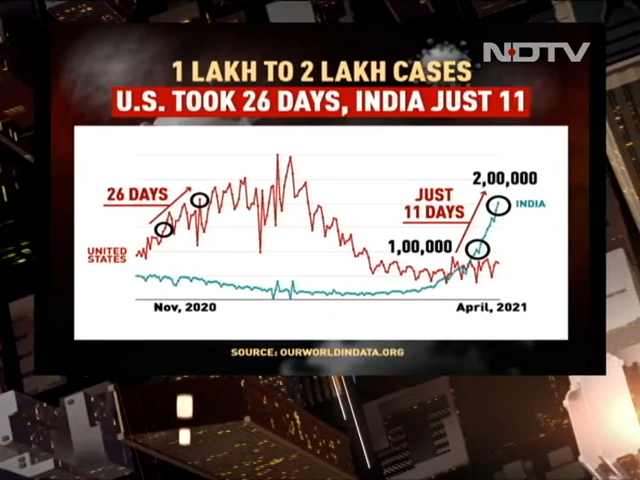 NDTV
1 LAKH TO 2 LAKH CASES
U.S. TOOK 26 DAYS, INDIA JUST 11
2,00,000
26 DAYS
JUST
11 DAYS
INDIA
1,00,000
UNITED
STATES
Nov, 2020
April, 2021
SOURCE: OURWORLDINDATA.ORG